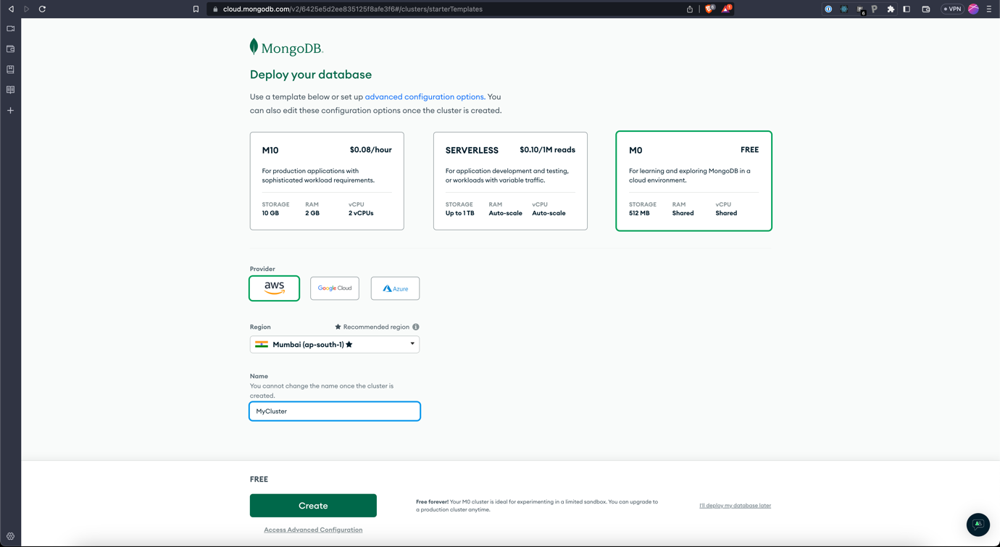 cloud.mongodb.com/v2/6425e5d2ee835125f8afe3f6#/clusters/starterTemplates
6
1
6
VPN
MongoDB.
Deploy your database
Use a template below or set up advanced configuration options. You
can also edit these configuration options once the cluster is created.
M10 $0.08/hour
For production applications with
sophisticated workload requirements.
STORAGE RAM vCPU
10 GB 2 GB 2 vCPUs
SERVERLESS $0.10/1M reads
For application development and testing,
or workloads with variable traffic.
STORAGE RAM vCPU
Up to 1 TB Auto-scale Auto-scale
M0 FREE
For learning and exploring MongoDB in a
cloud environment.
STORAGE RAM vCPU
512 MB Shared Shared
Provider
aws Google Cloud Azure
Region Recommended region
Mumbai (ap-south-1)
Name
You cannot change the name once the cluster is
created.
MyCluster
FREE
Create
Free forever! Your M0 cluster is ideal for experimenting in a limited sandbox. You can upgrade to
a production cluster anytime.
I'll deploy my database later
Access Advanced Configuration